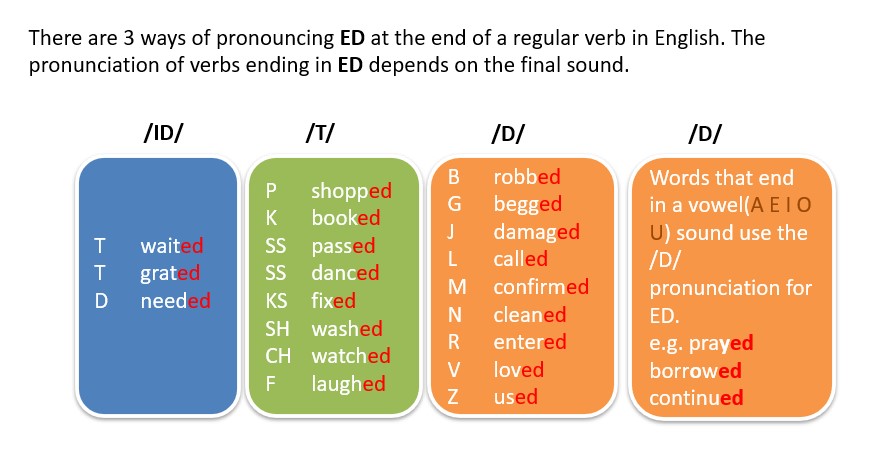 There are 3 ways of pronouncing ED at the end of a regular verb in English. The
pronunciation of verbs ending in ED depends on the final sound.
/ID/
T waited
T grated
D needed
/T/
P shopped
K booked
SS passed
SS danced
KS fixed
SH washed
CH watched
F laughed
/D/
B robbed
G begged
J damaged
L called
M confirmed
N cleaned
R entered
V loved
Z used
/D/
Words that end
in a vowel(A E I O
U) sound use the
/D/
pronunciation for
ED.
e.g. prayed
borrowed
continued